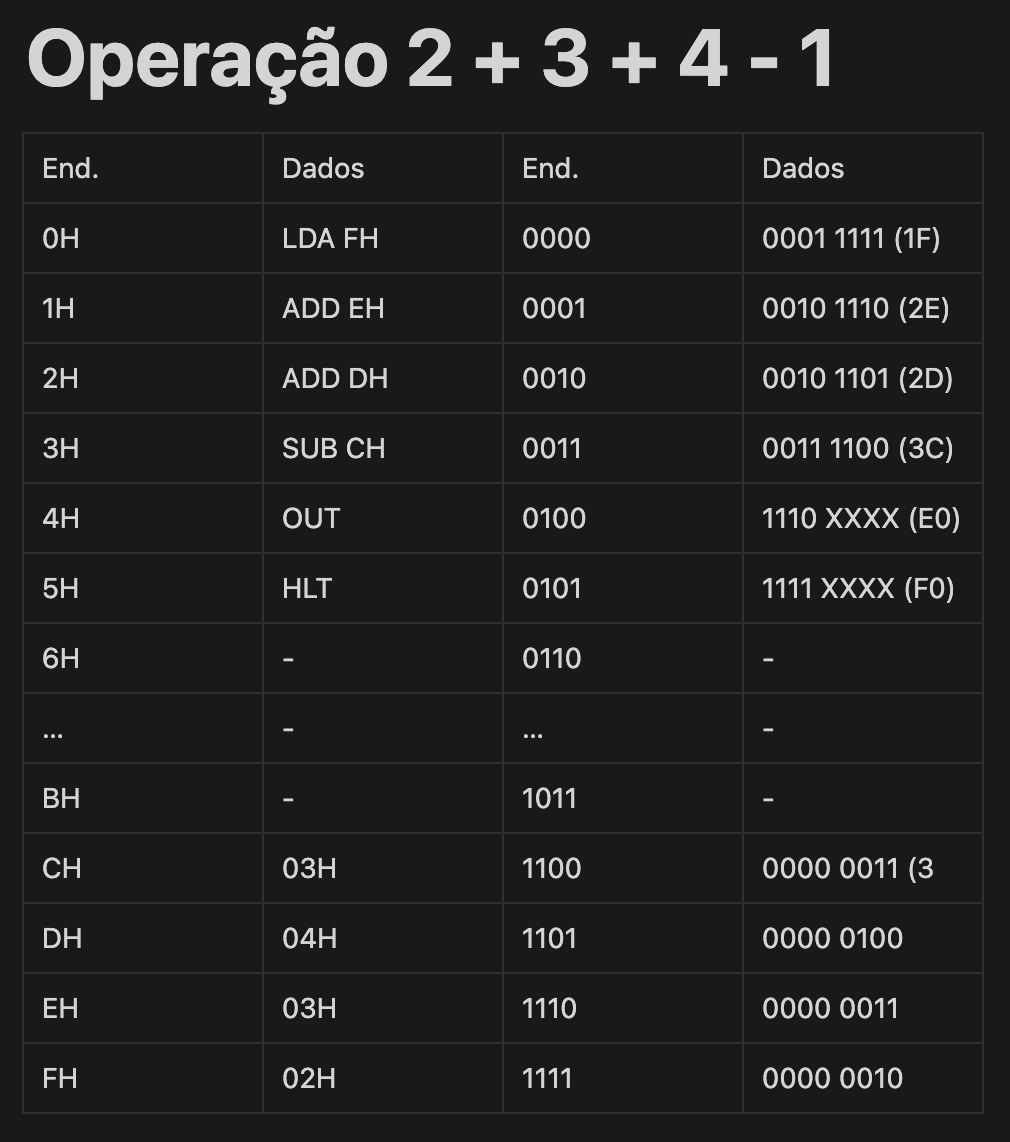 Operação 2 + 3 + 4 - 1
End. Dados End. Dados
0H LDA FH 0000 0001 1111 (1F)
1H ADD EH 0001 0010 1110 (2E)
2H ADD DH 0010 0010 1101 (2D)
3H SUB CH 0011 0011 1100 (3C)
4H OUT 0100 1110 XXXX (E0)
5H HLT 0101 1111 XXXX (F0)
6H - 0110 -
... - ... -
BH - 1011 -
CH 03H 1100 0000 0011 (3
DH 04H 1101 0000 0100
EH 03H 1110 0000 0011
FH 02H 1111 0000 0010